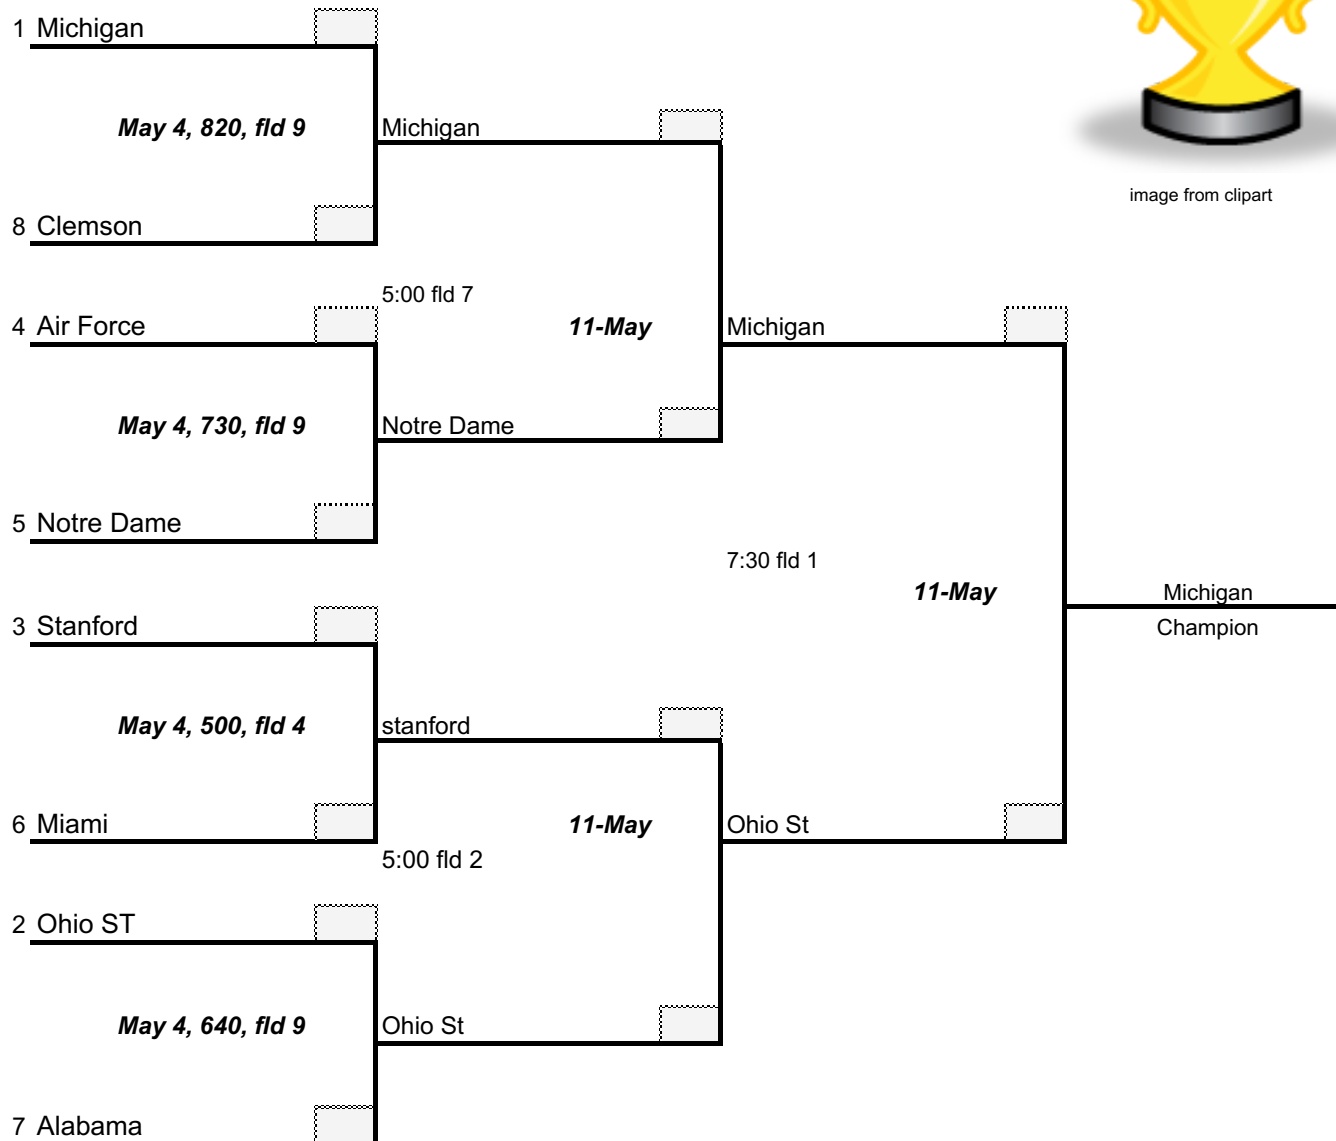 1 Michigan
May 4, 820, fld 9
Michigan
image from clipart
8 Clemson
5:00 fld 7
4 Air Force
11-May
Michigan
May 4, 730, fld 9
Notre Dame
5 Notre Dame
7:30 fld 1
11-May
Michigan
Champion
3 Stanford
May 4, 500, fld 4
stanford
6 Miami
11-May
Ohio St
5:00 fld 2
2 Ohio ST
May 4, 640, fld 9
Ohio St
7 Alabama